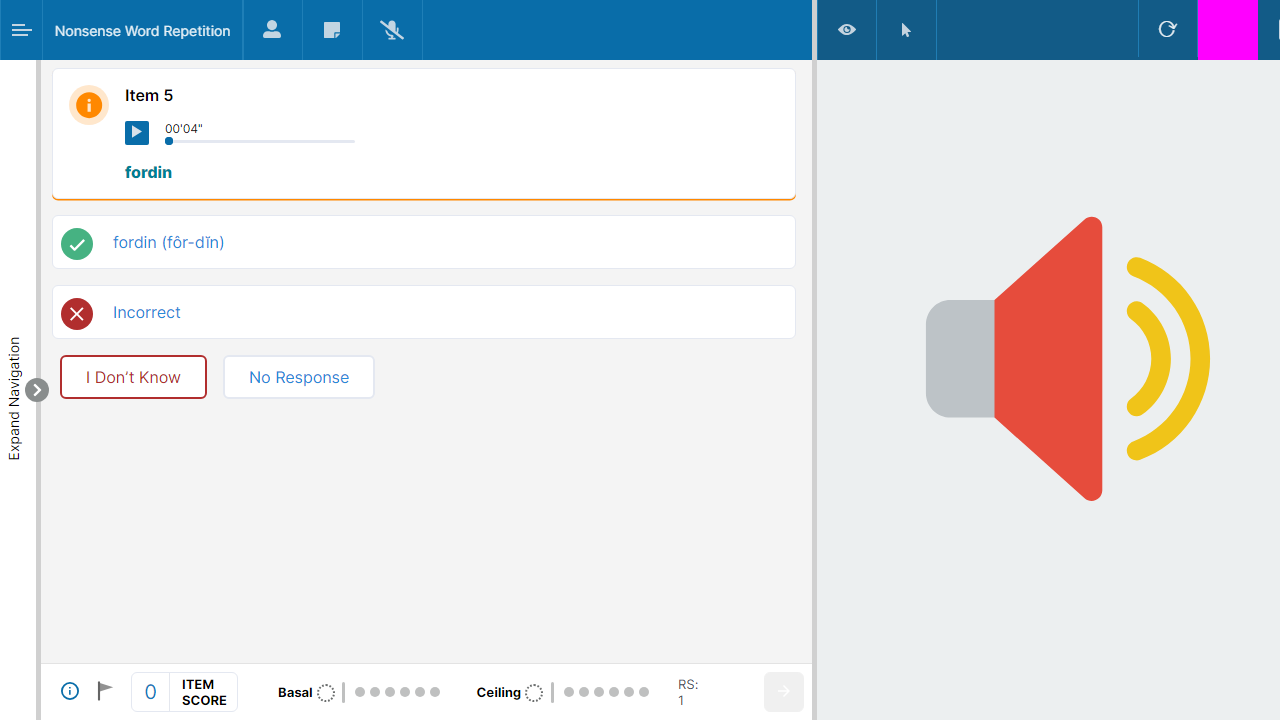 Nonsense Word Repetition
Item 5
00'04"
fordin
fordin (fôr-dĭn)
Incorrect
I Don't Know
No Response
Expand Navigation
0
ITEM
SCORE
Basal
Ceiling
RS:
1